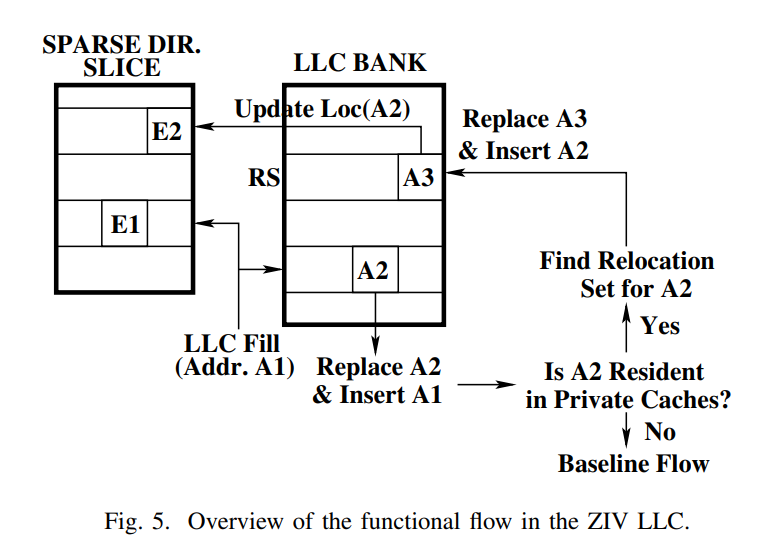 SPARSE DIR.
SLICE
LLC BANK
Update Loc(A2)
E2
Replace A3
& Insert A2
RS
A3
E1
A2
Find Relocation
Set for A2
Yes
LLC Fill
(Addr. A1)
Replace A2
& Insert A1
Is A2 Resident
in Private Caches?
No
Baseline Flow
Fig. 5. Overview of the functional flow in the ZIV LLC.